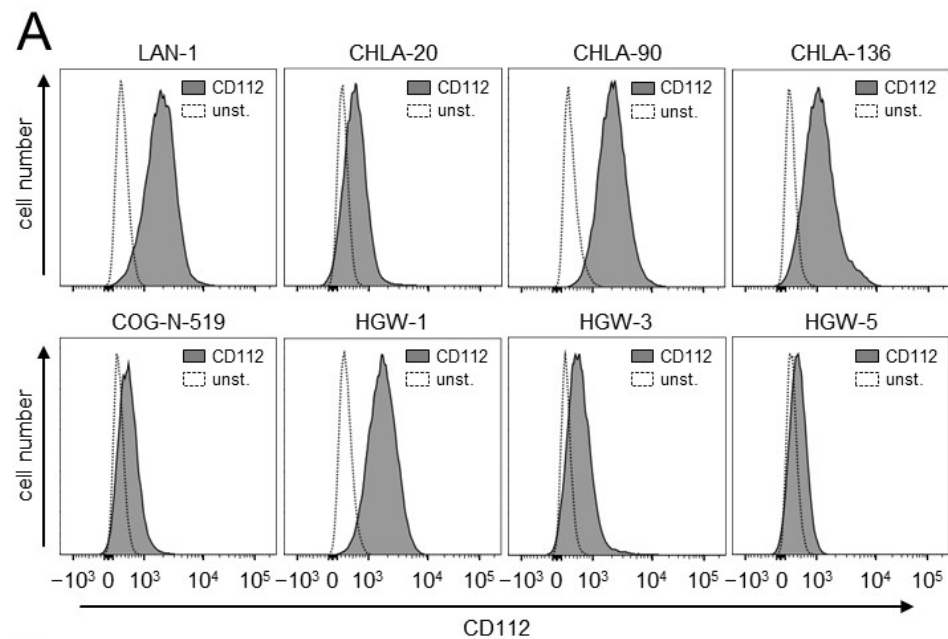 A
LAN-1 CHLA-20 CHLA-90 CHLA-136
CD112 CD112 CD112 CD112
unst. unst. unst. unst.
cell number
COG-N-519 HGW-1 HGW-3 HGW-5
CD112 CD112 CD112 CD112
unst. unst. unst. unst.
cell number
−10³ 0 10³ 10⁴ 10⁵ −10³ 0 10³ 10⁴ 10⁵ −10³ 0 10³ 10⁴ 10⁵ −10³ 0 10³ 10⁴ 10⁵
CD112